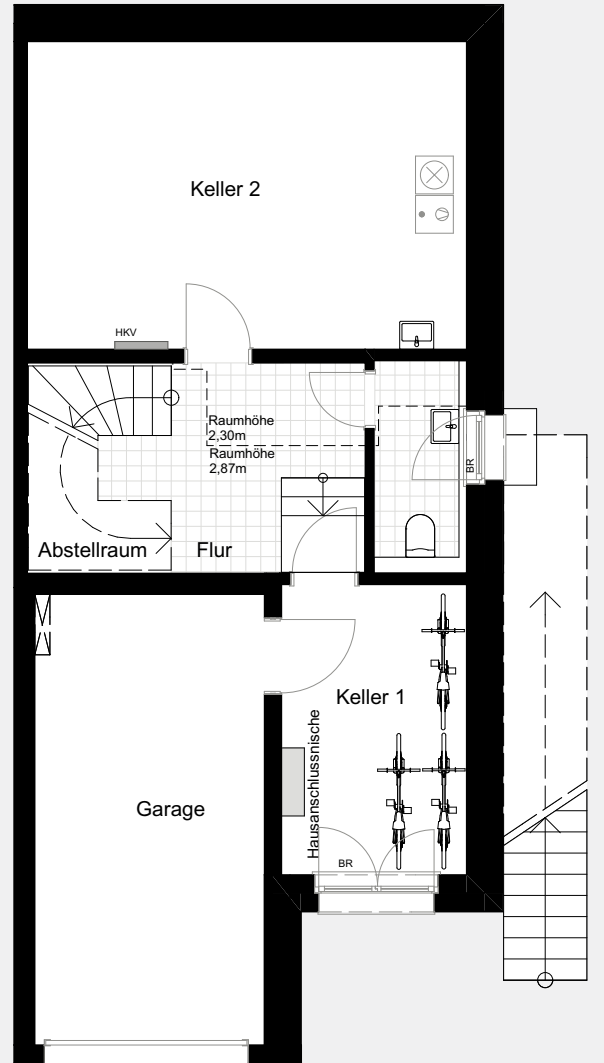 Keller 2
HKV
Raumhöhe
2,30m
Raumhöhe
2,87m
BR
Abstellraum
Flur
Keller 1
Hausanschlussnische
Garage
BR